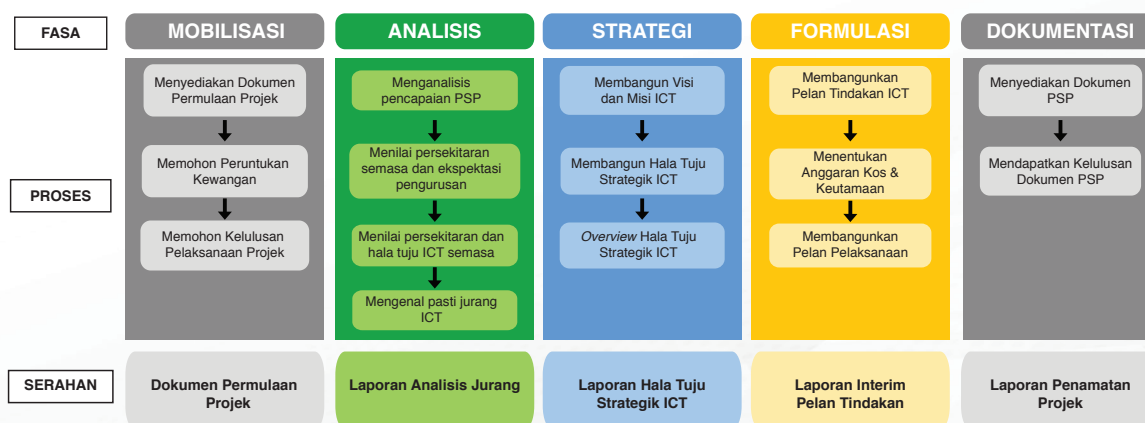 FASA
MOBILISASI
ANALISIS
STRATEGI
FORMULASI
DOKUMENTASI
PROSES
Menyediakan Dokumen
Permulaan Projek
Memohon Peruntukan
Kewangan
Memohon Kelulusan
Pelaksanaan Projek
Menganalisis
pencapaian PSP
Menilai persekitaran
semasa dan ekspektasi
pengurusan
Menilai persekitaran dan
hala tuju ICT semasa
Mengenal pasti jurang
ICT
Membangun Visi
dan Misi ICT
Membangun Hala Tuju
Strategik ICT
Overview Hala Tuju
Strategik ICT
Membangunkan
Pelan Tindakan ICT
Menentukan
Anggaran Kos &
Keutamaan
Membangunkan
Pelan Pelaksanaan
Menyediakan Dokumen
PSP
Mendapatkan Kelulusan
Dokumen PSP
SERAHAN
Dokumen Permulaan
Projek
Laporan Analisis Jurang
Laporan Hala Tuju
Strategik ICT
Laporan Interim
Pelan Tindakan
Laporan Penamatan
Projek